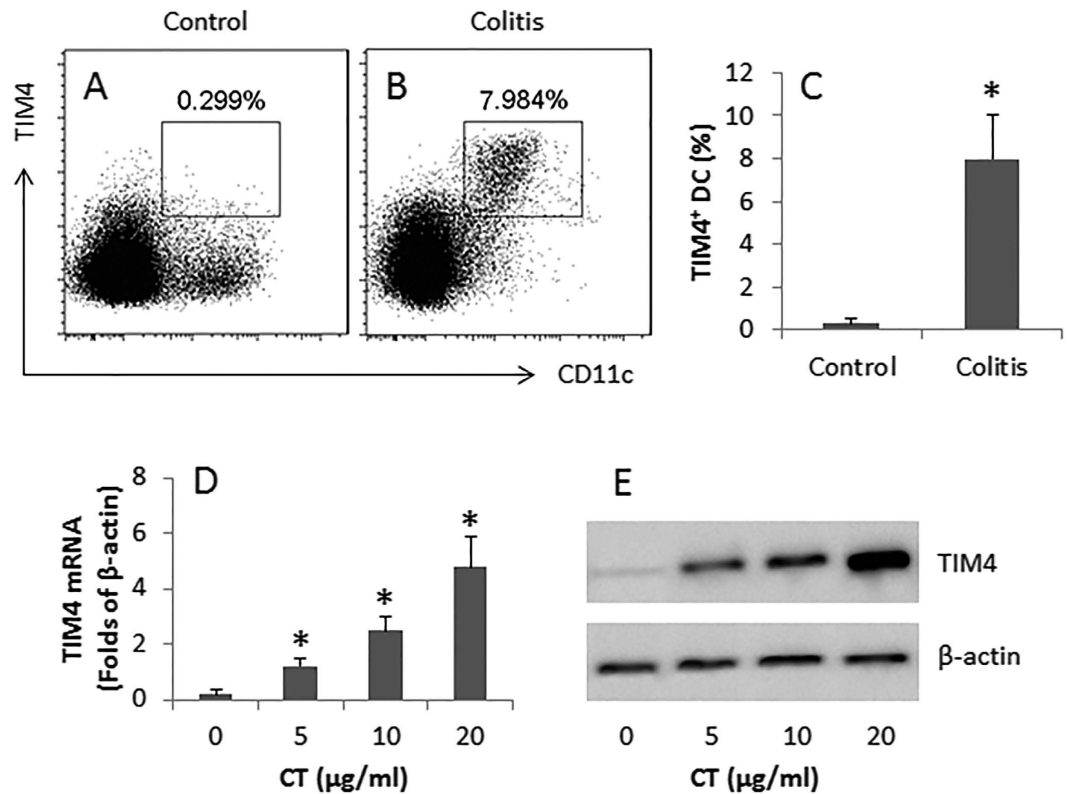 Control
Colitis
A
0.299%
B
7.984%
TIM4
CD11c
C
TIM4+ DC (%)
12
10
8
6
4
2
0
*
Control
Colitis
D
TIM4 mRNA
(Folds of β-actin)
8
6
4
2
0
*
*
*
0 5 10 20
CT (μg/ml)
E
TIM4
β-actin
0 5 10 20
CT (μg/ml)